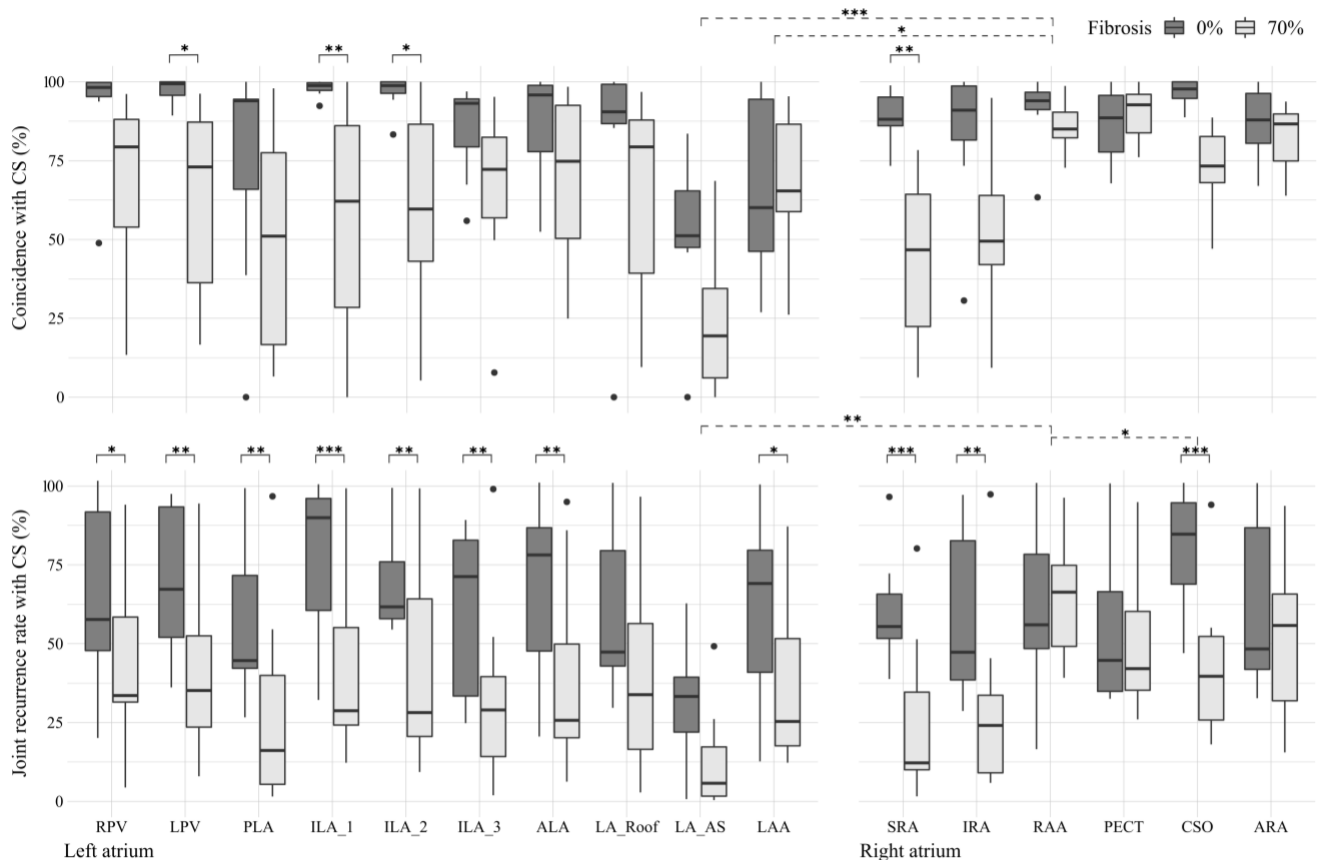 Fibrosis 0% 70%
*** 
*
* ** * **
Coincidence with CS (%)
100
75
50
25
0
**
*
* ** ** *** ** ** ** * *** ** ***
Joint recurrence rate with CS (%)
100
75
50
25
0
RPV LPV PLA ILA_1 ILA_2 ILA_3 ALA LA_Roof LA_AS LAA SRA IRA RAA PECT CSO ARA
Left atrium Right atrium